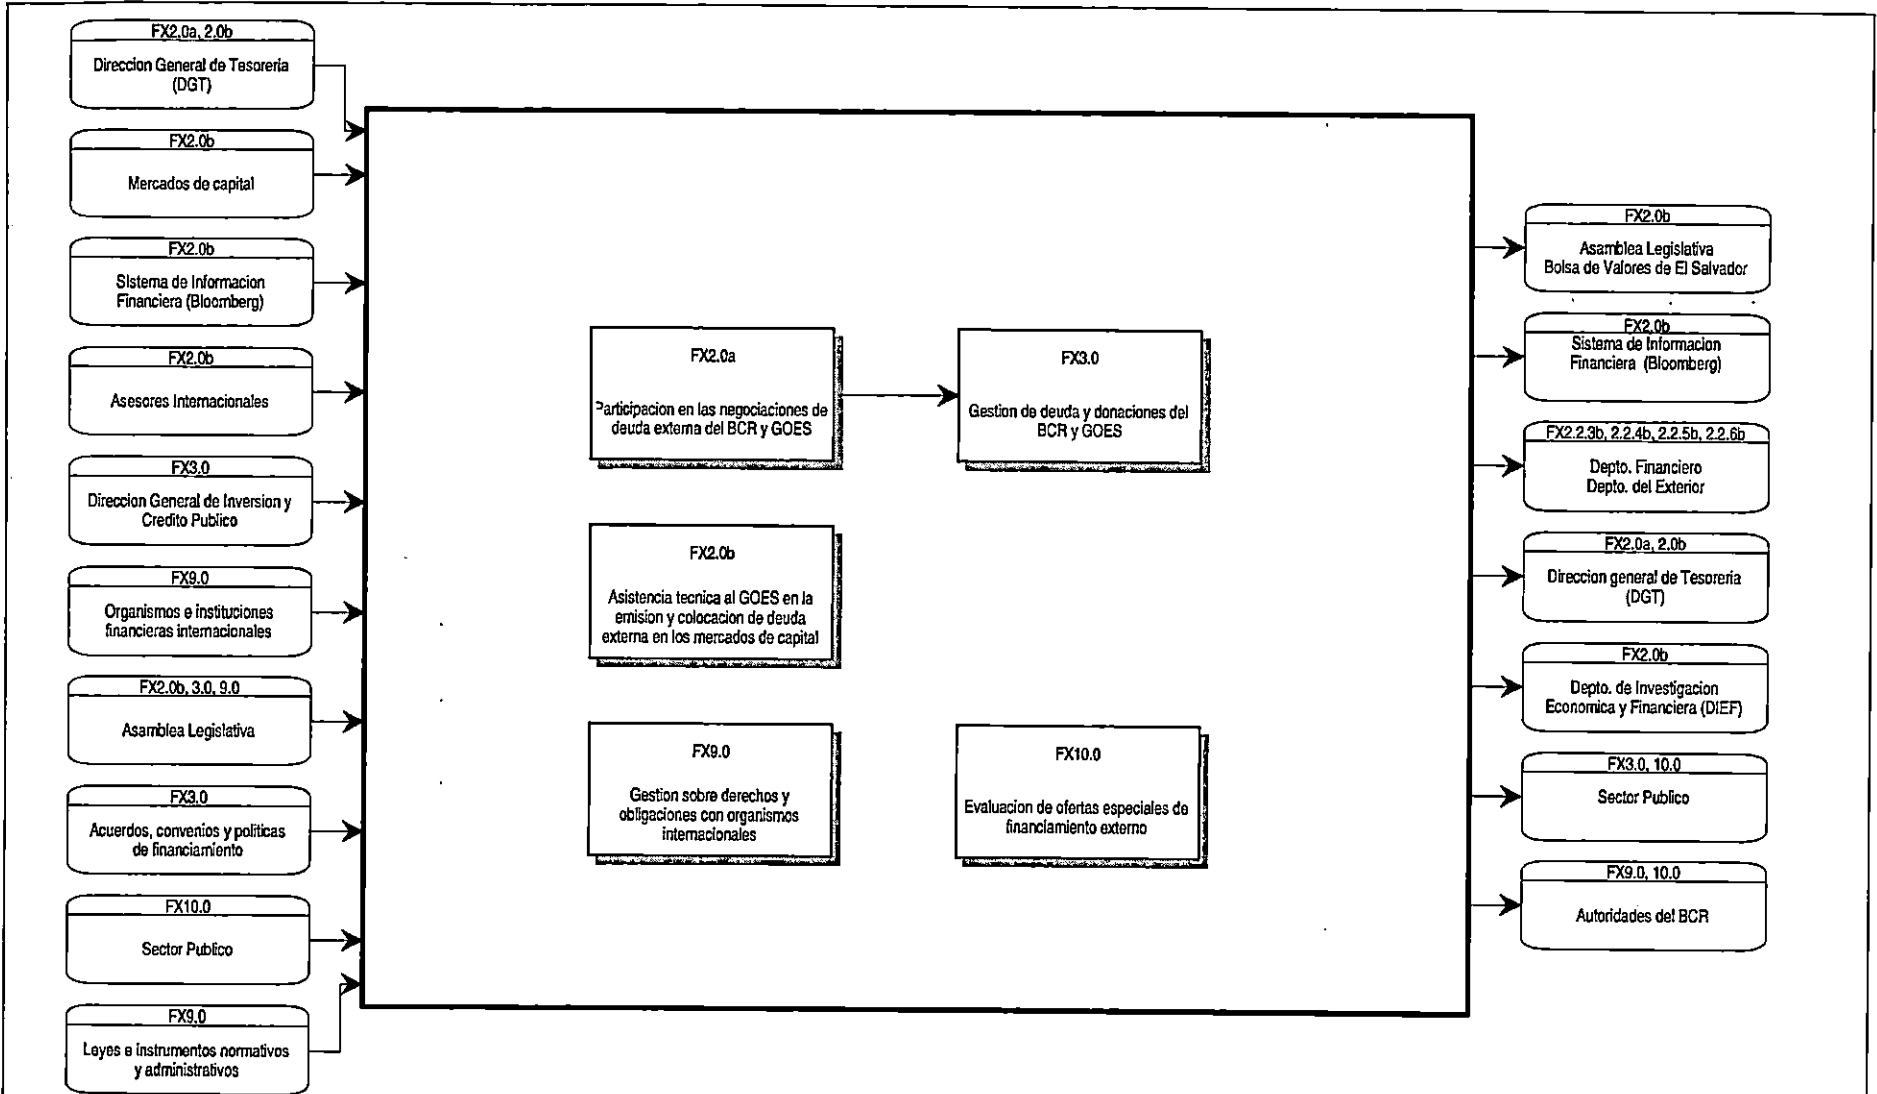 FX2.0a, 2.0b
Direccion General de Tesoreria
(DGT)
FX2.0b
Mercados de capital
FX2.0b
Sistema de Informacion
Financiera (Bloomberg)
FX2.0b
Asesores Internacionales
FX3.0
Direccion General de Inversion y
Credito Publico
FX9.0
Organismos e instituciones
financieras internacionales
FX2.0b, 3.0, 9.0
Asamblea Legislativa
FX3.0
Acuerdos, convenios y politicas
de financiamiento
FX10.0
Sector Publico
FX9.0
Leyes e instrumentos normativos
y administrativos
FX2.0a
Participacion en las negociaciones de
deuda externa del BCR y GOES
FX3.0
Gestion de deuda y donaciones del
BCR y GOES
FX2.0b
Asistencia tecnica al GOES en la
emision y colocacion de deuda
externa en los mercados de capital
FX9.0
Gestion sobre derechos y
obligaciones con organismos
internacionales
FX10.0
Evaluacion de ofertas especiales de
financiamiento externo
FX2.0b
Asamblea Legislativa
Bolsa de Valores de El Salvador
FX2.0b
Sistema de Informacion
Financiera (Bloomberg)
FX2.2.3b, 2.2.4b, 2.2.5b, 2.2.6b
Depto. Financiero
Depto. del Exterior
FX2.0a, 2.0b
Direccion general de Tesoreria
(DGT)
FX2.0b
Depto. de Investigacion
Economica y Financiera (DIEF)
FX3.0, 10.0
Sector Publico
FX9.0, 10.0
Autoridades del BCR